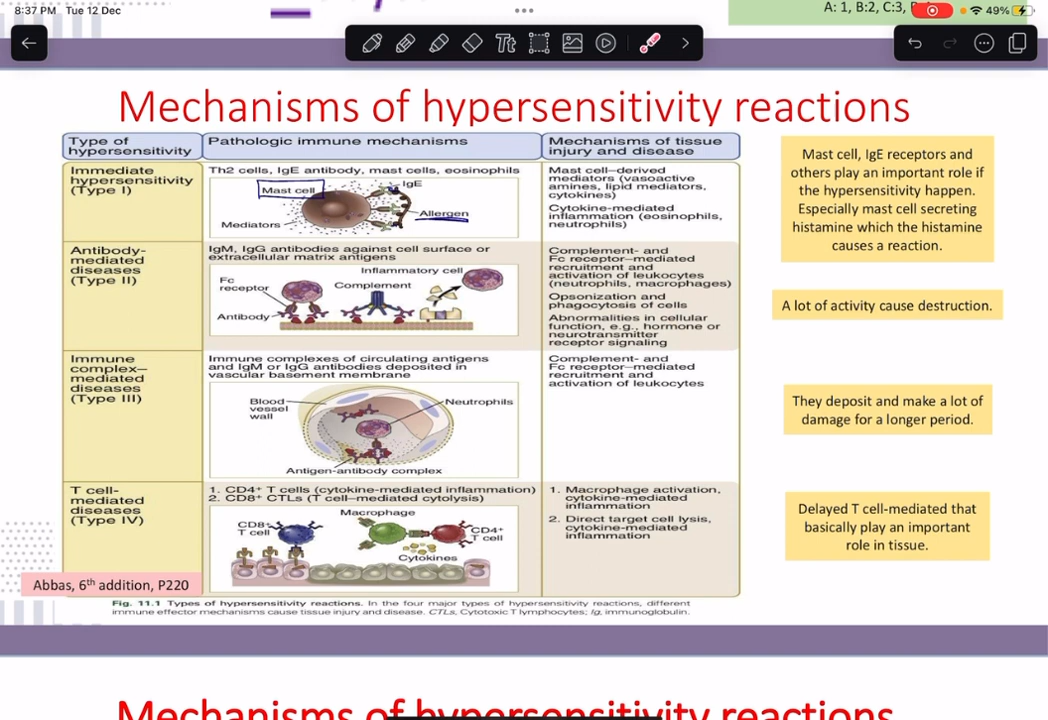 8:37 PM Tue 12 Dec
49%
A: 1, B:2, C:3,
Tt
Mechanisms of hypersensitivity reactions
Type of
hypersensitivity
Pathologic immune mechanisms
Mechanisms of tissue
injury and disease
Immediate
hypersensitivity
(Type I)
Th2 cells, IgE antibody, mast cells, eosinophils
Mast cell
IgE
Allergen
Mediators
Mast cell–derived
mediators (vasoactive
amines, lipid mediators,
cytokines)
Cytokine-mediated
inflammation (eosinophils,
neutrophils)
Mast cell, IgE receptors and
others play an important role if
the hypersensitivity happen.
Especially mast cell secreting
histamine which the histamine
causes a reaction.
Antibody-
mediated
diseases
(Type II)
IgM, IgG antibodies against cell surface or
extracellular matrix antigens
Inflammatory cell
Fc
receptor
Complement
Antibody
Complement- and
Fc receptor–mediated
recruitment and
activation of leukocytes
(neutrophils, macrophages)
Opsonization and
phagocytosis of cells
Abnormalities in cellular
function, e.g., hormone or
neurotransmitter
receptor signaling
A lot of activity cause destruction.
Immune
complex–
mediated
diseases
(Type III)
Immune complexes of circulating antigens
and IgM or IgG antibodies deposited in
vascular basement membrane
Blood
vessel
wall
Neutrophils
Antigen-antibody complex
Complement- and
Fc receptor–mediated
recruitment and
activation of leukocytes
They deposit and make a lot of
damage for a longer period.
T cell-
mediated
diseases
(Type IV)
1. CD4+ T cells (cytokine-mediated inflammation)
2. CD8+ CTLs (T cell–mediated cytolysis)
Macrophage
CD8+
T cell
CD4+
T cell
Cytokines
1. Macrophage activation,
cytokine-mediated
inflammation
2. Direct target cell lysis,
cytokine-mediated
inflammation
Delayed T cell-mediated that
basically play an important
role in tissue.
Abbas, 6th addition, P220
Fig. 11.1 Types of hypersensitivity reactions. In the four major types of hypersensitivity reactions, different
immune effector mechanisms cause tissue injury and disease. CTLs, Cytotoxic T lymphocytes; Ig, immunoglobulin.
Mechanisms of hypersensitivity reactions